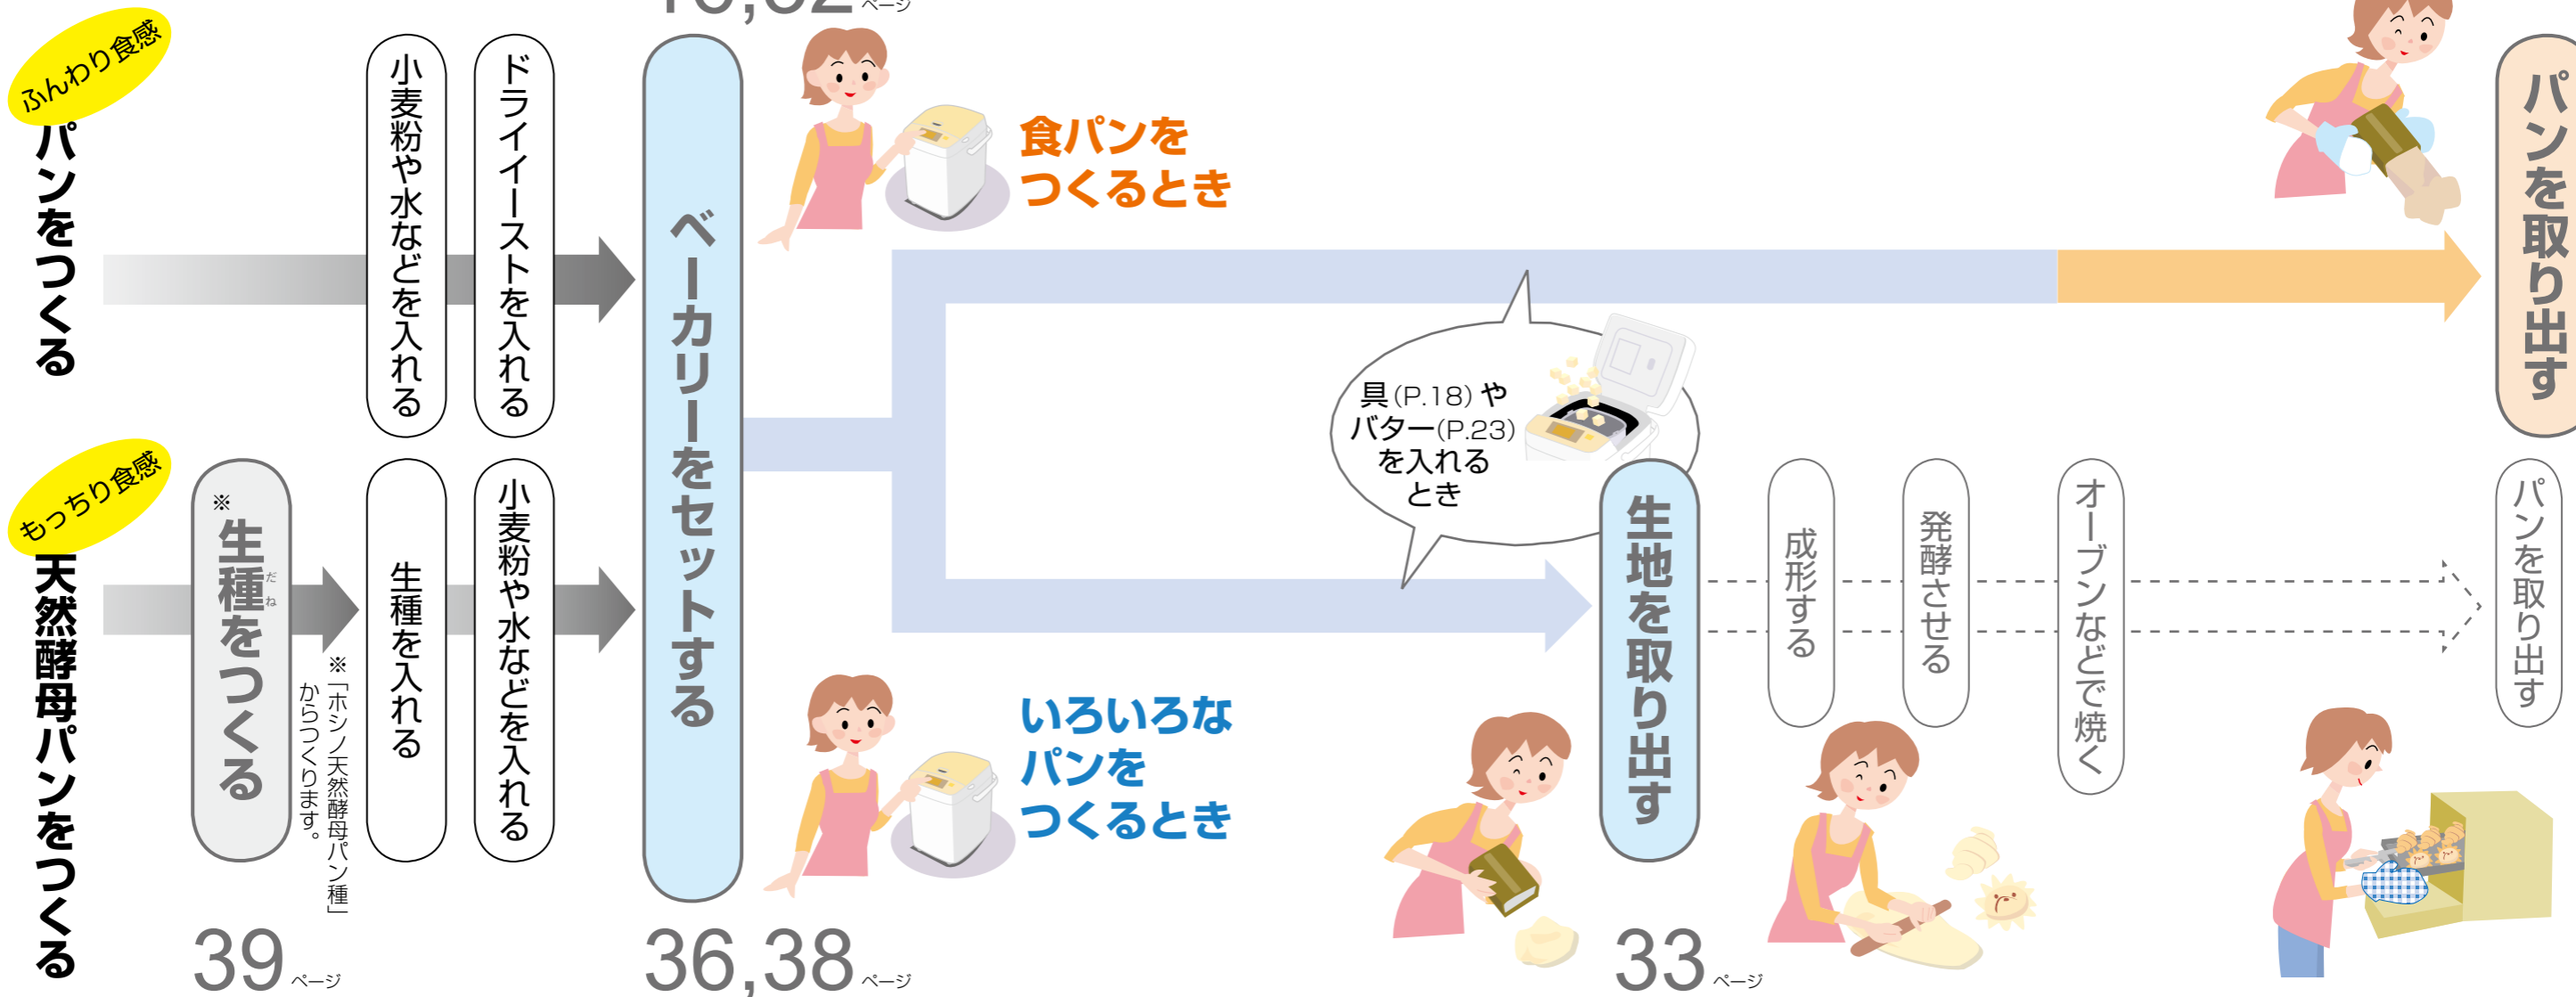 ページ
ふんわり食感
パンをつくる
小麦粉や水などを入れる
ドライイーストを入れる
ベーカリーをセットする
食パンを
つくるとき
具(P.18)や
バター(P.23)
を入れる
とき
パンを取り出す
もっちり食感
天然酵母パンをつくる
※
生種をつくる
だね
※「ホシノ天然酵母パン種」
からつくります。
生種を入れる
小麦粉や水などを入れる
いろいろな
パンを
つくるとき
生地を取り出す
成形する
発酵させる
オーブンなどで焼く
パンを取り出す
39ページ
36,38ページ
33ページ